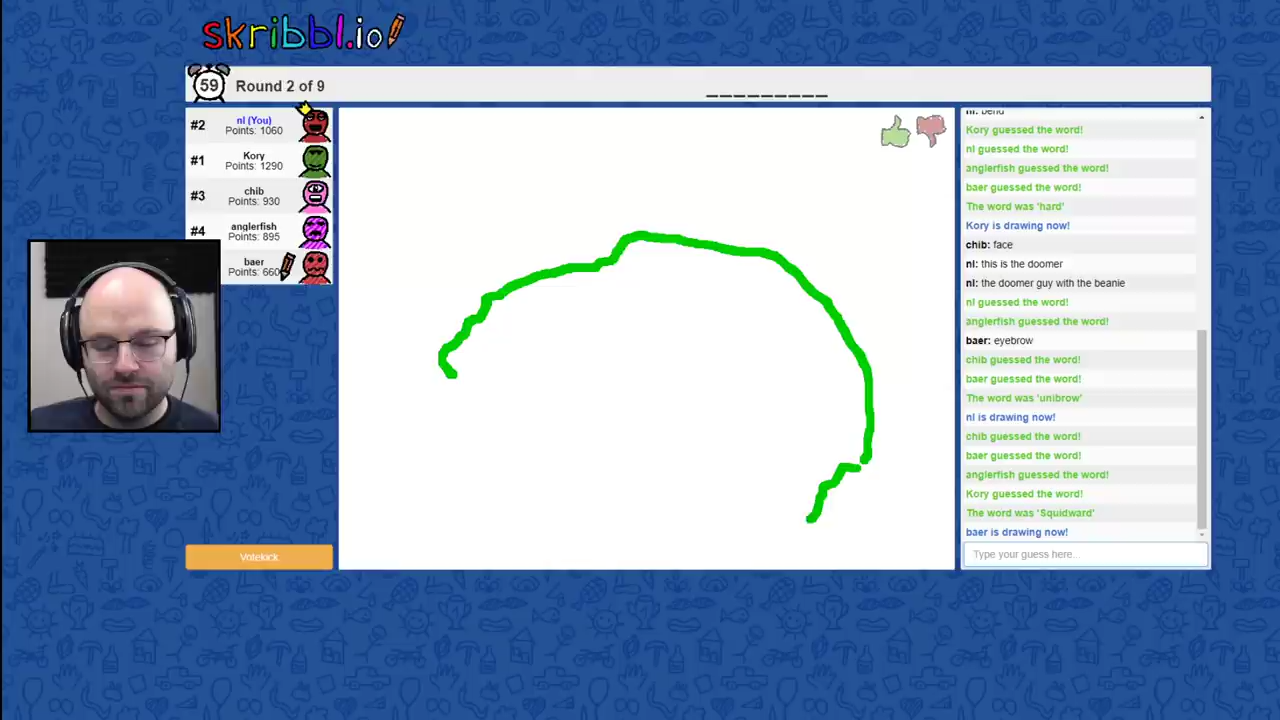 skribbl.io
59 Round 2 of 9 _________
#2 nl (You)
Points: 1060
#1 Kory
Points: 1290
#3 chib
Points: 930
#4 anglerfish
Points: 895
baer
Points: 660
Votekick
nl: bend
Kory guessed the word!
nl guessed the word!
anglerfish guessed the word!
baer guessed the word!
The word was 'hard'
Kory is drawing now!
chib: face
nl: this is the doomer
nl: the doomer guy with the beanie
nl guessed the word!
anglerfish guessed the word!
baer: eyebrow
chib guessed the word!
baer guessed the word!
The word was 'unibrow'
nl is drawing now!
chib guessed the word!
baer guessed the word!
anglerfish guessed the word!
Kory guessed the word!
The word was 'Squidward'
baer is drawing now!
Type your guess here...